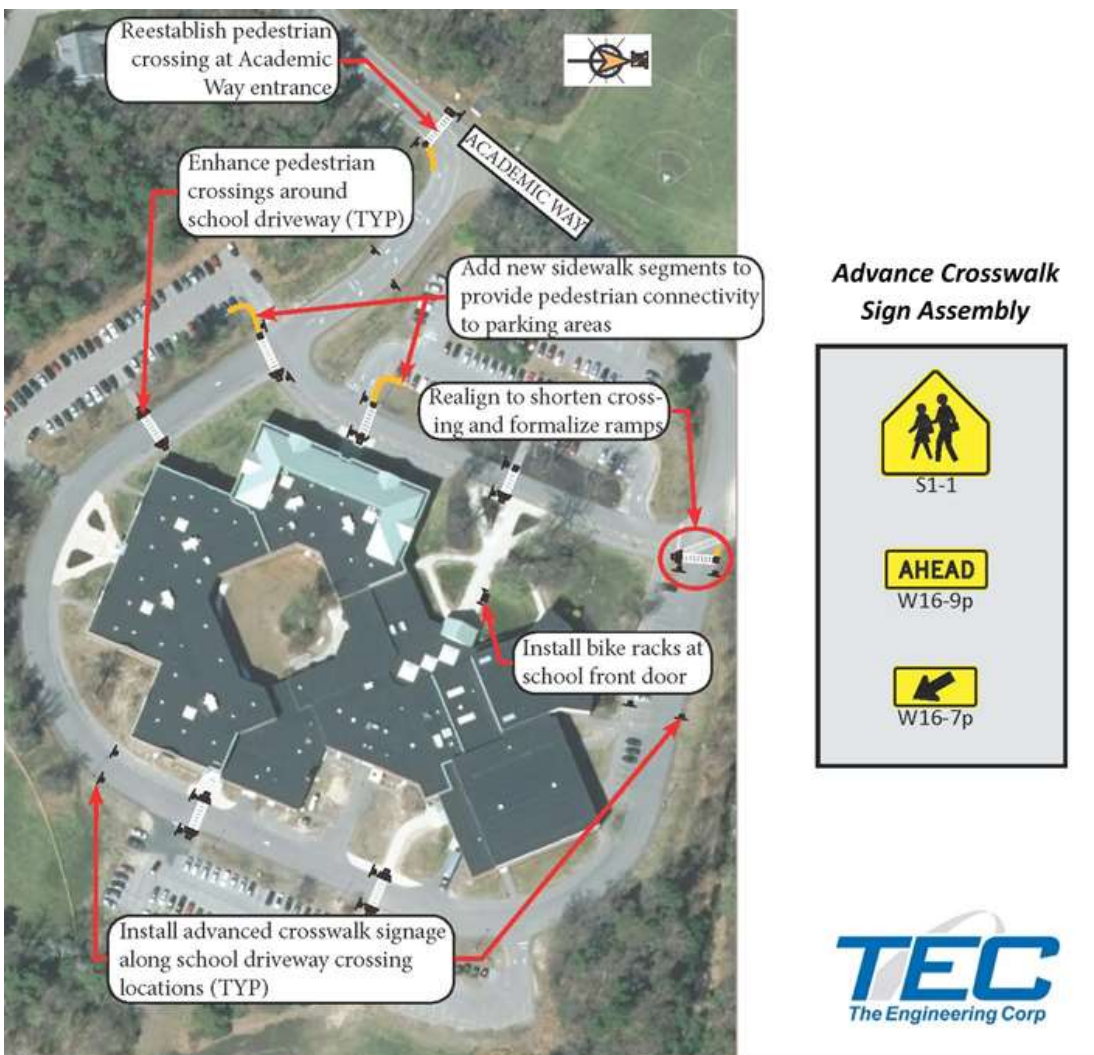 Reestablish pedestrian
crossing at Academic
Way entrance
ACADEMIC WAY
Enhance pedestrian
crossings around
school driveway (TYP)
Add new sidewalk segments to
provide pedestrian connectivity
to parking areas
Realign to shorten cross-
ing and formalize ramps
Install bike racks at
school front door
Install advanced crosswalk signage
along school driveway crossing
locations (TYP)
Advance Crosswalk
Sign Assembly
S1-1
AHEAD
W16-9p
W16-7p
TEC
The Engineering Corp